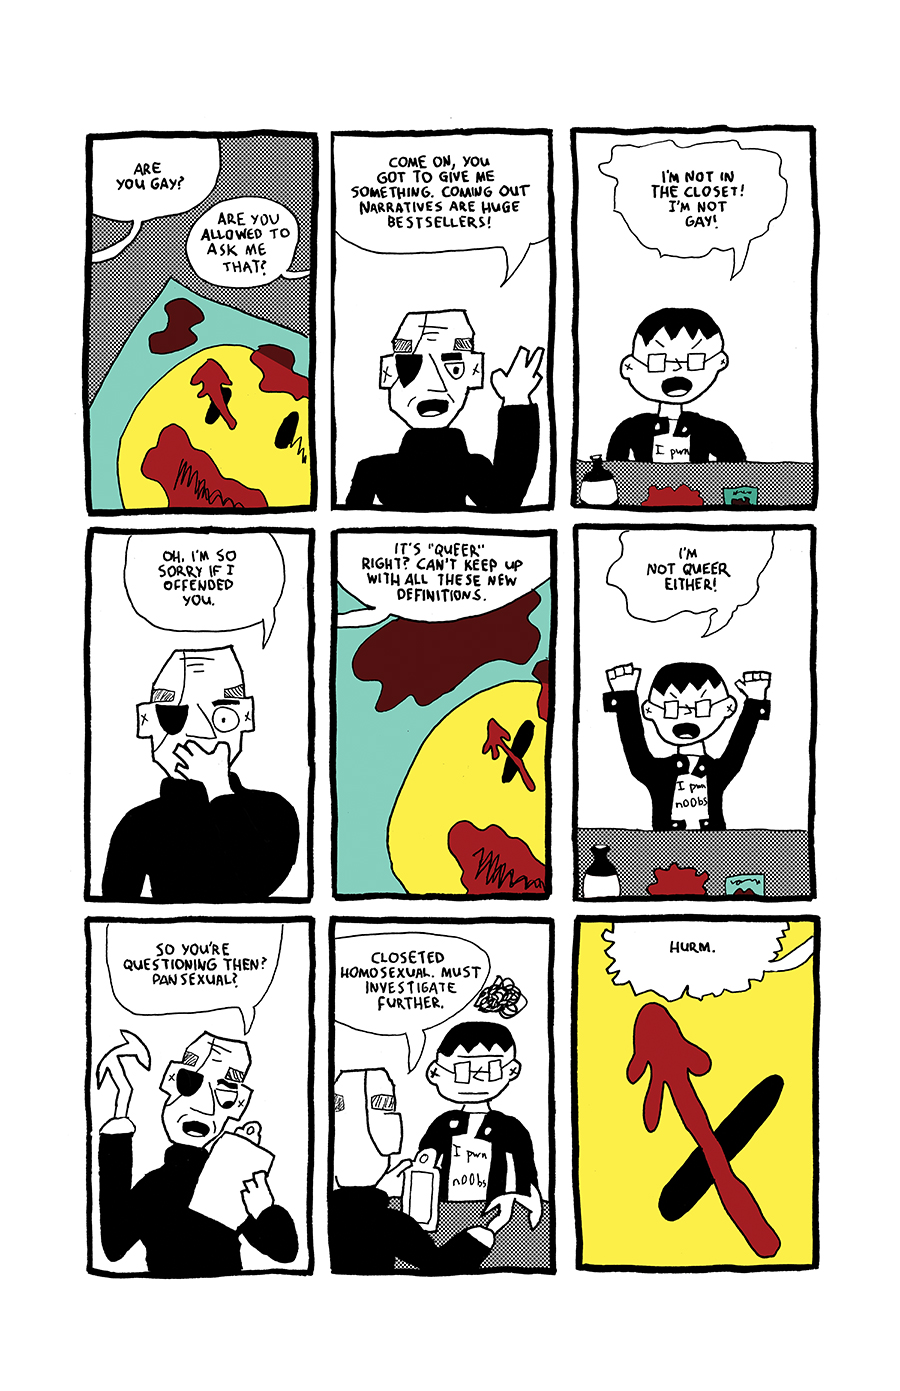 ARE
YOU GAY?
ARE YOU
ALLOWED TO
ASK ME
THAT?
COME ON, YOU
GOT TO GIVE ME
SOMETHING. COMING OUT
NARRATIVES ARE HUGE
BESTSELLERS!
I'M NOT IN
THE CLOSET!
I'M NOT
GAY!
I pwn
OH, I'M SO
SORRY IF I
OFFENDED
YOU.
IT'S "QUEER"
RIGHT? CAN'T KEEP UP
WITH ALL THESE NEW
DEFINITIONS.
I'M
NOT QUEER
EITHER!
I pwn
n00bs
SO YOU'RE
QUESTIONING THEN?
PANSEXUAL?
CLOSETED
HOMOSEXUAL. MUST
INVESTIGATE
FURTHER.
I pwn
n00bs
HURM.